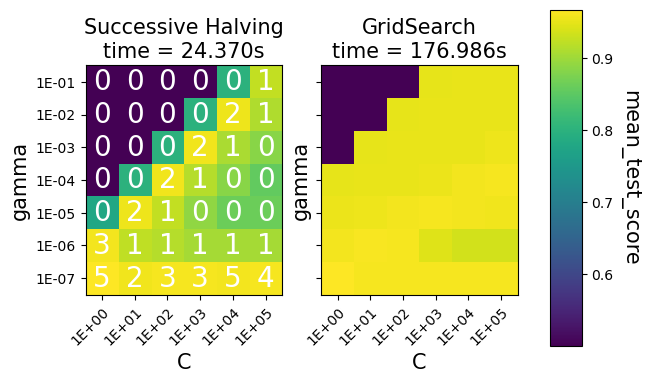 Successive Halving
time = 24.370s
GridSearch
time = 176.986s
gamma
1E-01
1E-02
1E-03
1E-04
1E-05
1E-06
1E-07
0 0 0 0 0 1
0 0 0 0 2 1
0 0 0 2 1 0
0 0 2 1 0 0
0 2 1 0 0 0
3 1 1 1 1 1
5 2 3 3 5 4
1E+00 1E+01 1E+02 1E+03 1E+04 1E+05
C
gamma
1E+00 1E+01 1E+02 1E+03 1E+04 1E+05
C
0.9
0.8
0.7
0.6
mean_test_score